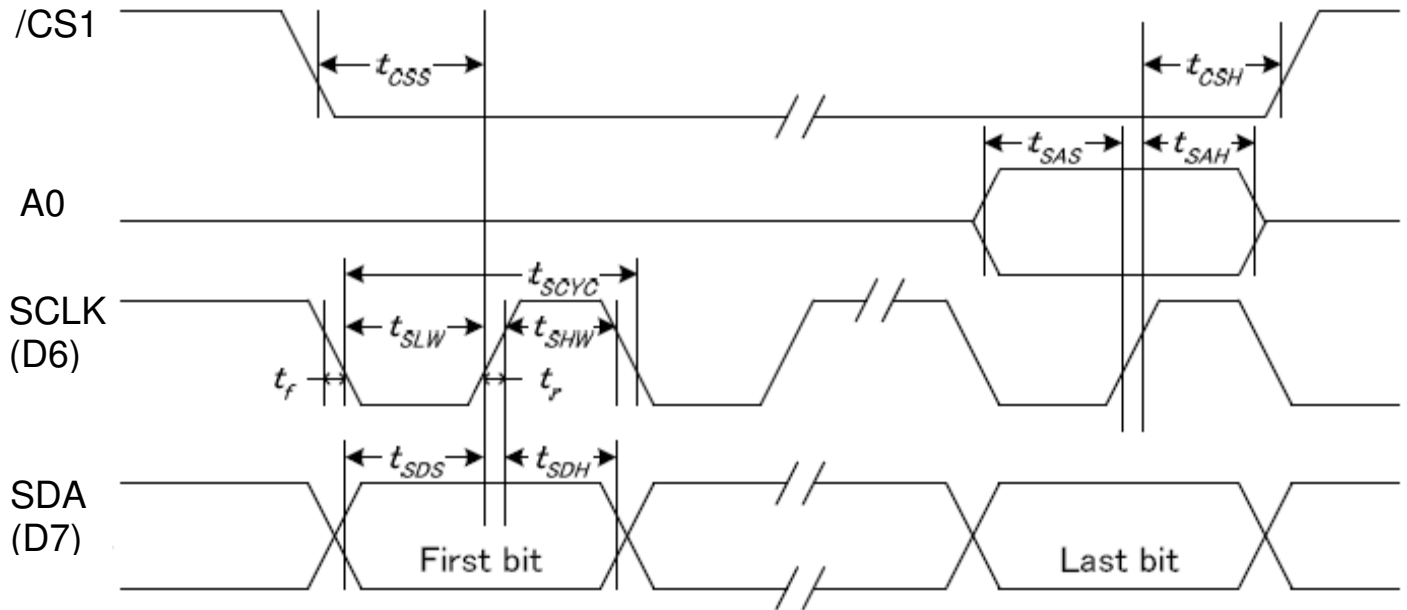 /CS1
tCSS
tCSH
tSAS
tSAH
A0
tSCYC
SCLK
(D6)
tSLW
tSHW
tf
tr
tSDS
tSDH
SDA
(D7)
First bit
Last bit